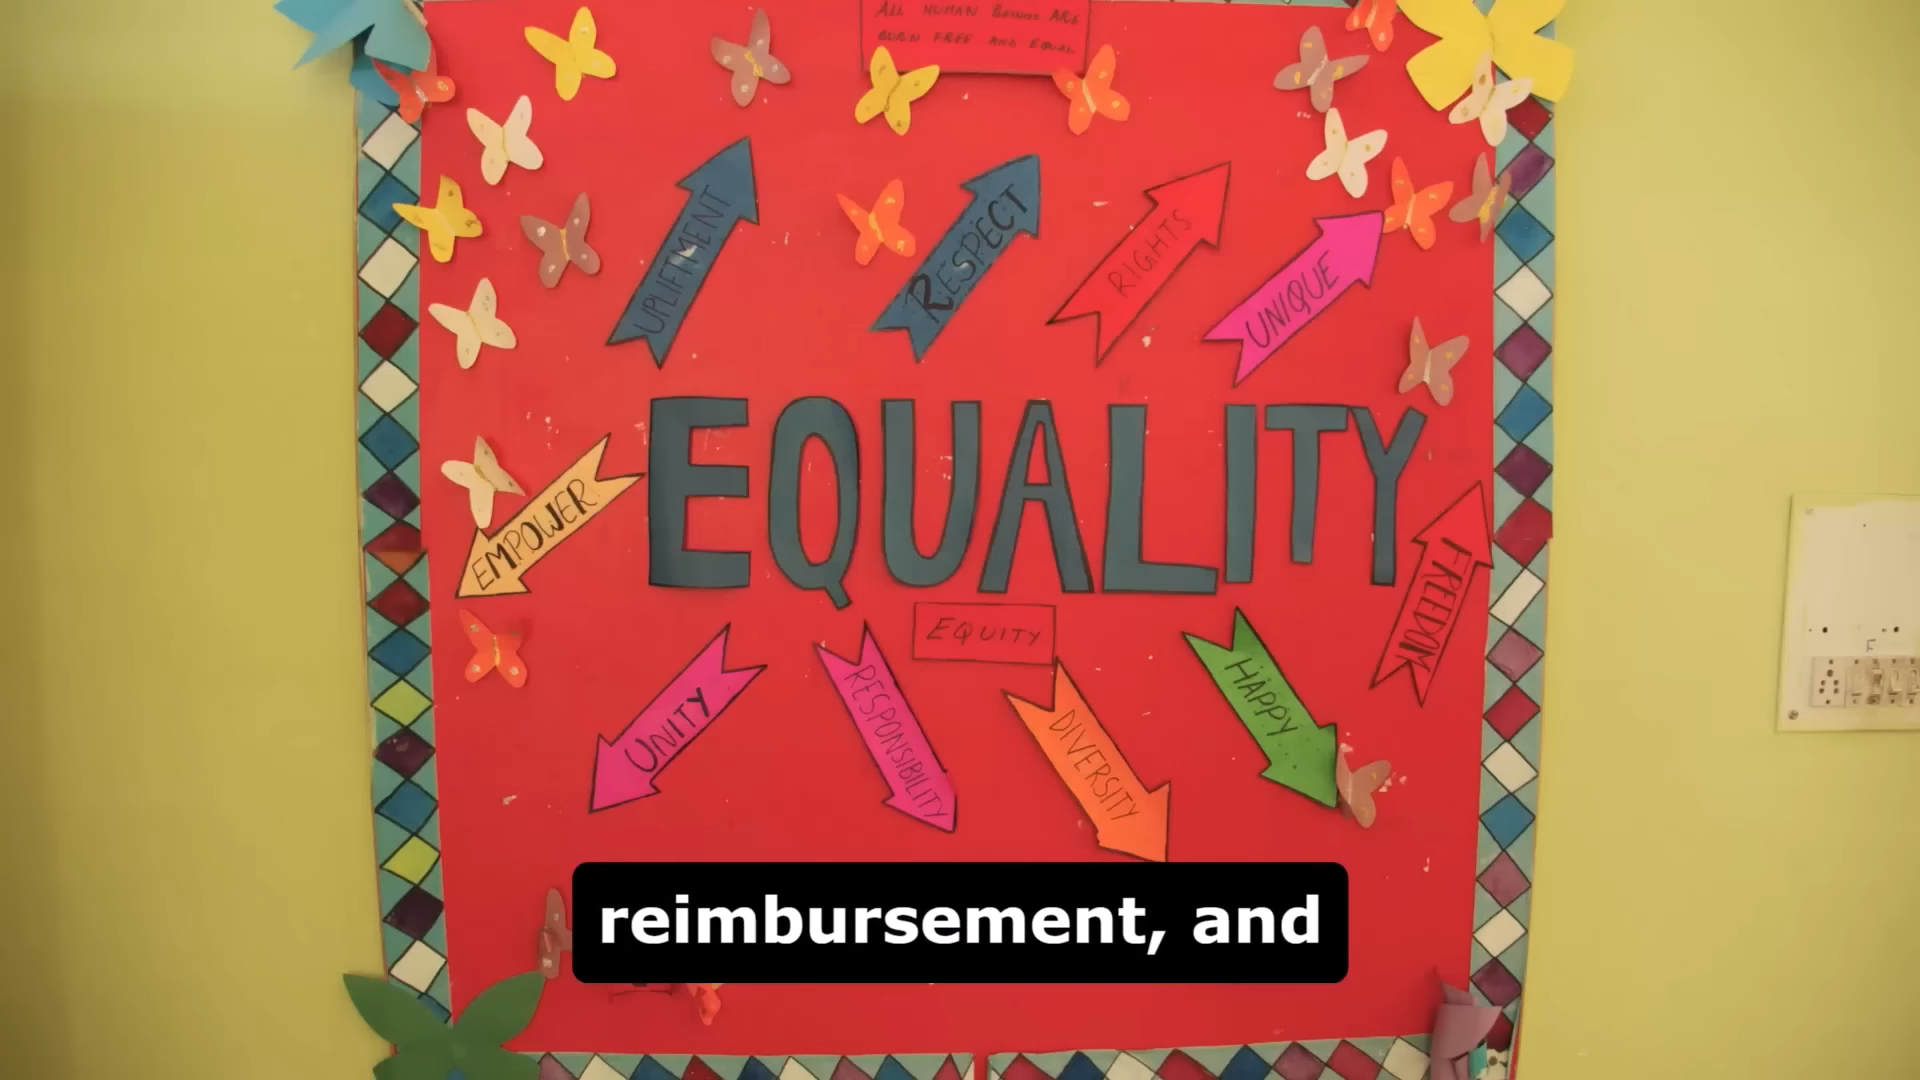 ALL HUMAN BEINGS ARE
BORN FREE AND EQUAL
UPLIFTMENT
RESPECT
RIGHTS
UNIQUE
EQUALITY
EMPOWER
FREEDOM
EQUITY
UNITY
RESPONSIBILITY
DIVERSITY
HAPPY
reimbursement, and